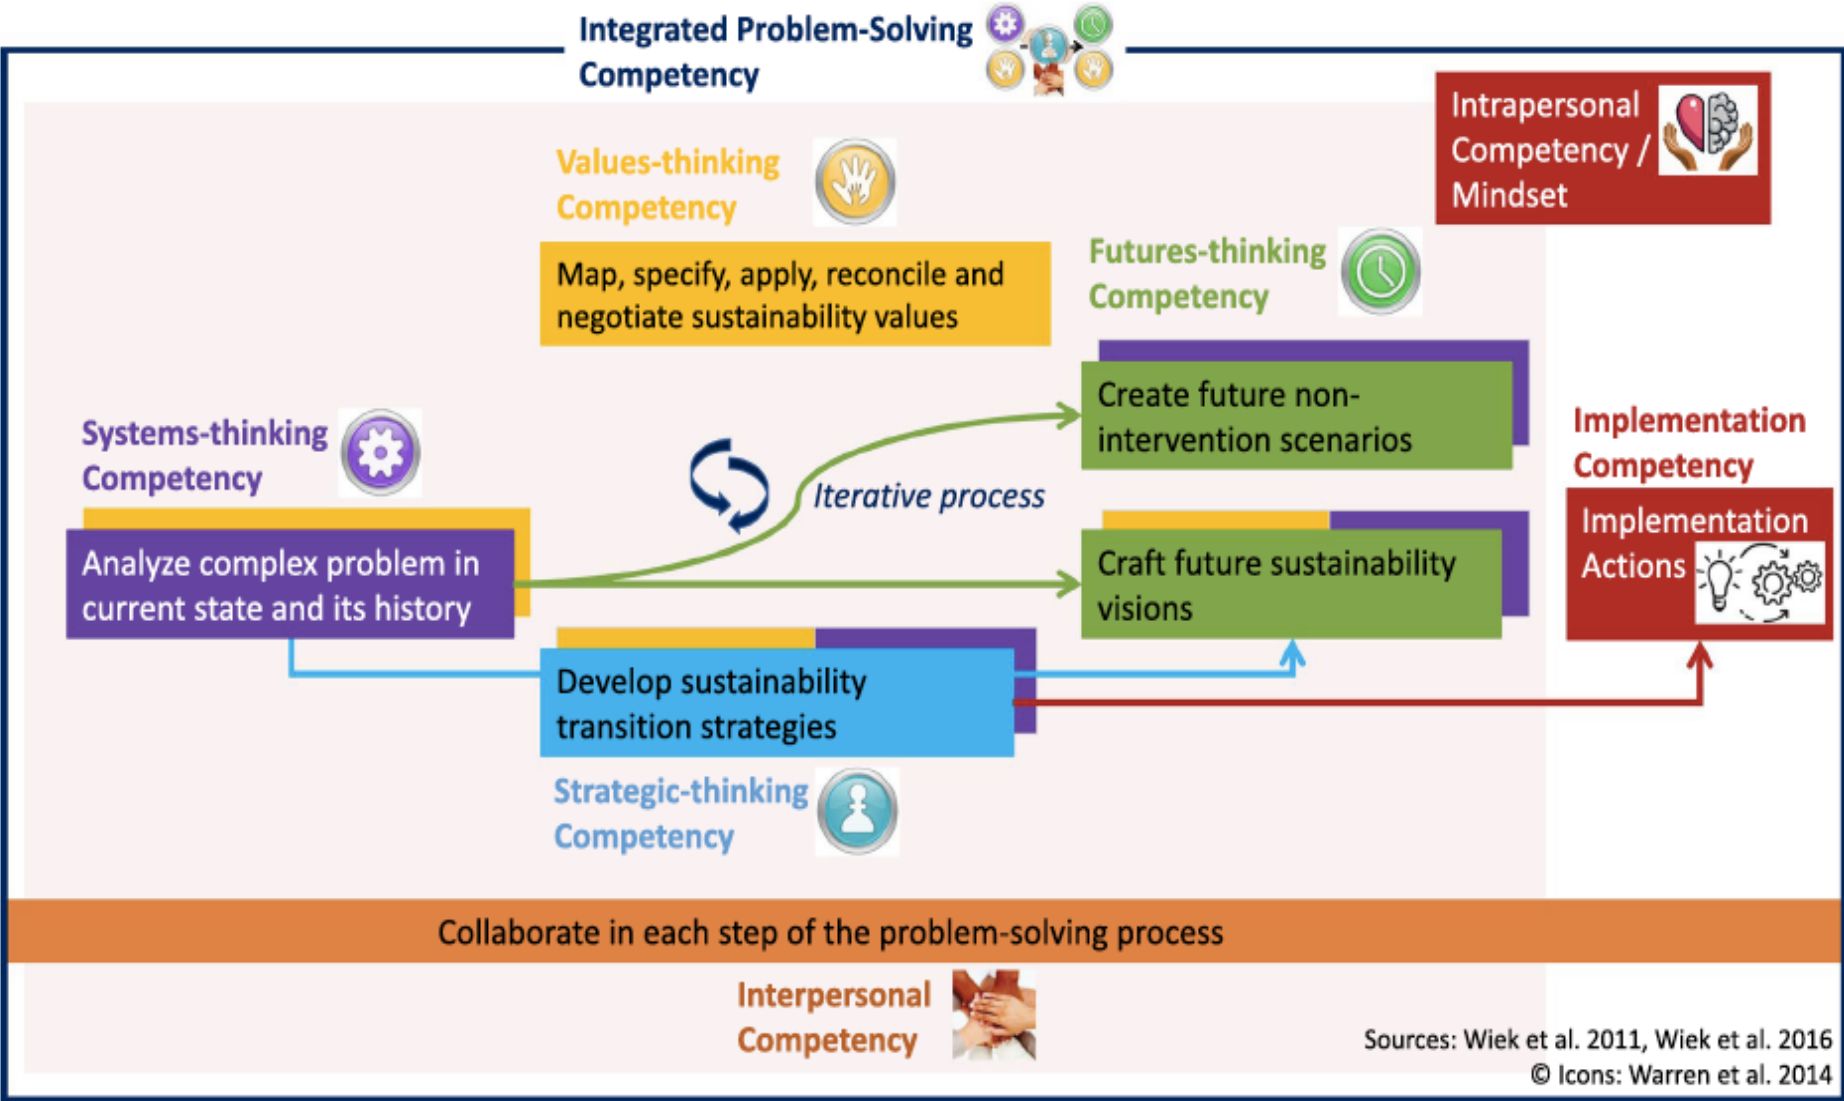 Integrated Problem-Solving
Competency
Intrapersonal
Competency /
Mindset
Values-thinking
Competency
Map, specify, apply, reconcile and
negotiate sustainability values
Futures-thinking
Competency
Create future non-
intervention scenarios
Systems-thinking
Competency
Iterative process
Implementation
Competency
Implementation
Actions
Analyze complex problem in
current state and its history
Craft future sustainability
visions
Develop sustainability
transition strategies
Strategic-thinking
Competency
Collaborate in each step of the problem-solving process
Interpersonal
Competency
Sources: Wiek et al. 2011, Wiek et al. 2016
© Icons: Warren et al. 2014